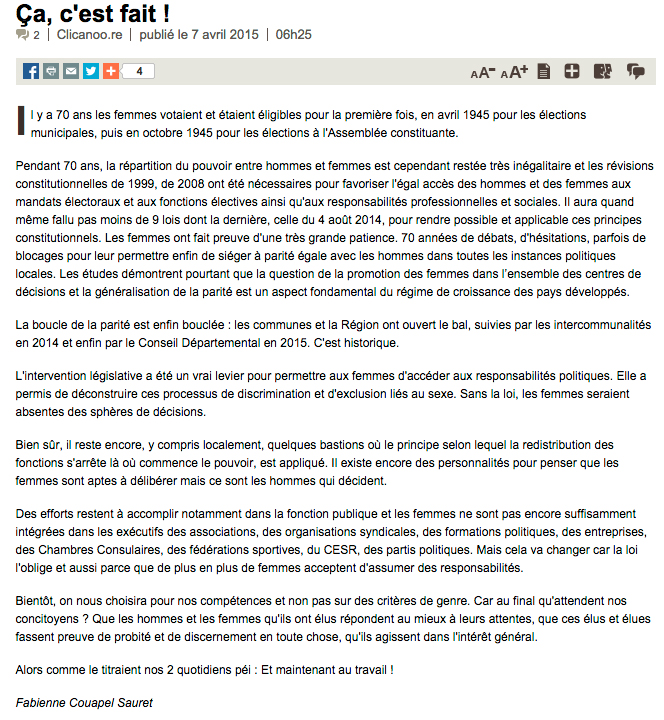 Ça, c'est fait !
2 | Clicanoo.re | publié le 7 avril 2015 | 06h25
4 AA- AA+
Il y a 70 ans les femmes votaient et étaient éligibles pour la première fois, en avril 1945 pour les élections
municipales, puis en octobre 1945 pour les élections à l'Assemblée constituante.
Pendant 70 ans, la répartition du pouvoir entre hommes et femmes est cependant restée très inégalitaire et les révisions
constitutionnelles de 1999, de 2008 ont été nécessaires pour favoriser l'égal accès des hommes et des femmes aux
mandats électoraux et aux fonctions électives ainsi qu'aux responsabilités professionnelles et sociales. Il aura quand
même fallu pas moins de 9 lois dont la dernière, celle du 4 août 2014, pour rendre possible et applicable ces principes
constitutionnels. Les femmes ont fait preuve d'une très grande patience. 70 années de débats, d'hésitations, parfois de
blocages pour leur permettre enfin de siéger à parité égale avec les hommes dans toutes les instances politiques
locales. Les études démontrent pourtant que la question de la promotion des femmes dans l'ensemble des centres de
décisions et la généralisation de la parité est un aspect fondamental du régime de croissance des pays développés.
La boucle de la parité est enfin bouclée : les communes et la Région ont ouvert le bal, suivies par les intercommunalités
en 2014 et enfin par le Conseil Départemental en 2015. C'est historique.
L'intervention législative a été un vrai levier pour permettre aux femmes d'accéder aux responsabilités politiques. Elle a
permis de déconstruire ces processus de discrimination et d'exclusion liés au sexe. Sans la loi, les femmes seraient
absentes des sphères de décisions.
Bien sûr, il reste encore, y compris localement, quelques bastions où le principe selon lequel la redistribution des
fonctions s'arrête là où commence le pouvoir, est appliqué. Il existe encore des personnalités pour penser que les
femmes sont aptes à délibérer mais ce sont les hommes qui décident.
Des efforts restent à accomplir notamment dans la fonction publique et les femmes ne sont pas encore suffisamment
intégrées dans les exécutifs des associations, des organisations syndicales, des formations politiques, des entreprises,
des Chambres Consulaires, des fédérations sportives, du CESR, des partis politiques. Mais cela va changer car la loi
l'oblige et aussi parce que de plus en plus de femmes acceptent d'assumer des responsabilités.
Bientôt, on nous choisira pour nos compétences et non pas sur des critères de genre. Car au final qu'attendent nos
concitoyens ? Que les hommes et les femmes qu'ils ont élus répondent au mieux à leurs attentes, que ces élus et élues
fassent preuve de probité et de discernement en toute chose, qu'ils agissent dans l'intérêt général.
Alors comme le titraient nos 2 quotidiens péi : Et maintenant au travail !
Fabienne Couapel Sauret